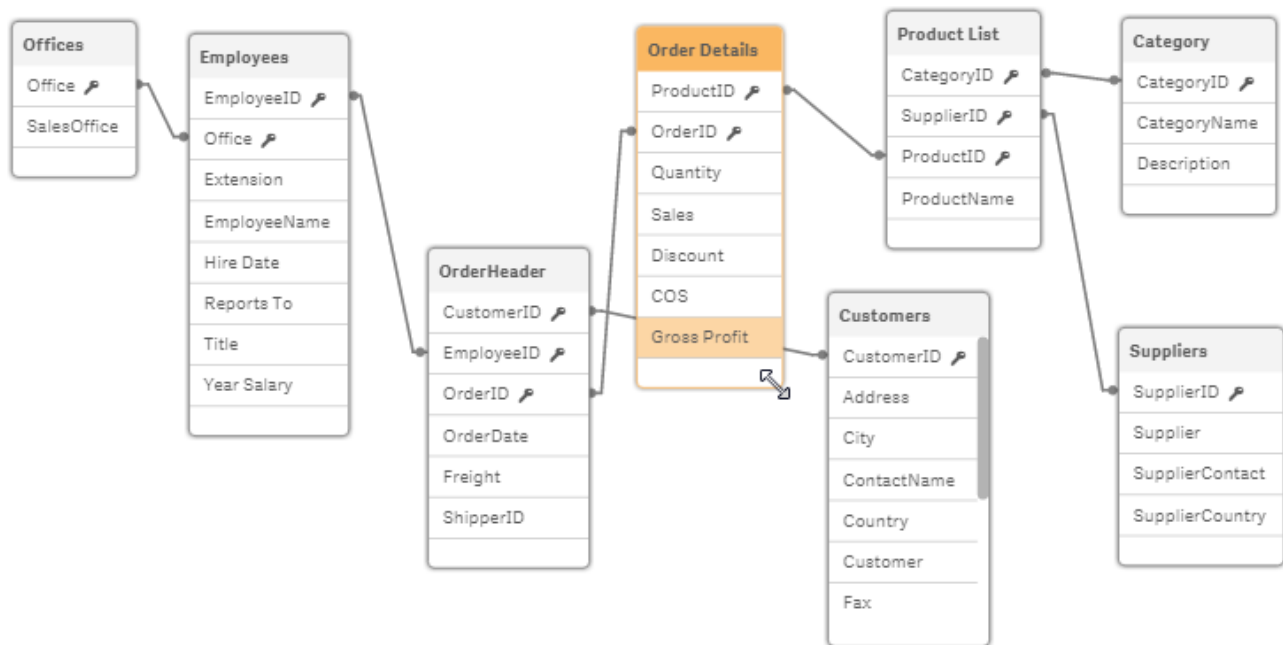 Offices
Office
SalesOffice
Employees
EmployeeID
Office
Extension
EmployeeName
Hire Date
Reports To
Title
Year Salary
OrderHeader
CustomerID
EmployeeID
OrderID
OrderDate
Freight
ShipperID
Order Details
ProductID
OrderID
Quantity
Sales
Discount
COS
Gross Profit
Product List
CategoryID
SupplierID
ProductID
ProductName
Customers
CustomerID
Address
City
ContactName
Country
Customer
Fax
Category
CategoryID
CategoryName
Description
Suppliers
SupplierID
Supplier
SupplierContact
SupplierCountry